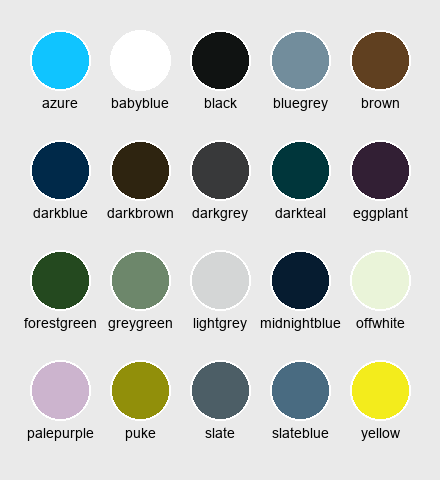 azure babyblue black bluegrey brown
darkblue darkbrown darkgrey darkteal eggplant
forestgreen greygreen lightgrey midnightblue offwhite
palepurple puke slate slateblue yellow